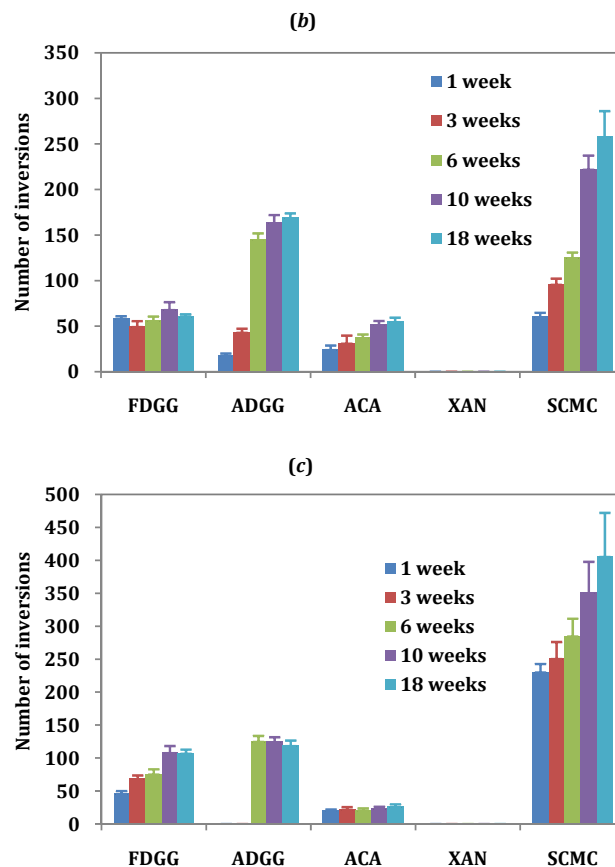 (b)
Number of inversions
350
300
250
200
150
100
50
0
1 week
3 weeks
6 weeks
10 weeks
18 weeks
FDGG ADGG ACA XAN SCMC
(c)
Number of inversions
500
450
400
350
300
250
200
150
100
50
0
1 week
3 weeks
6 weeks
10 weeks
18 weeks
FDGG ADGG ACA XAN SCMC